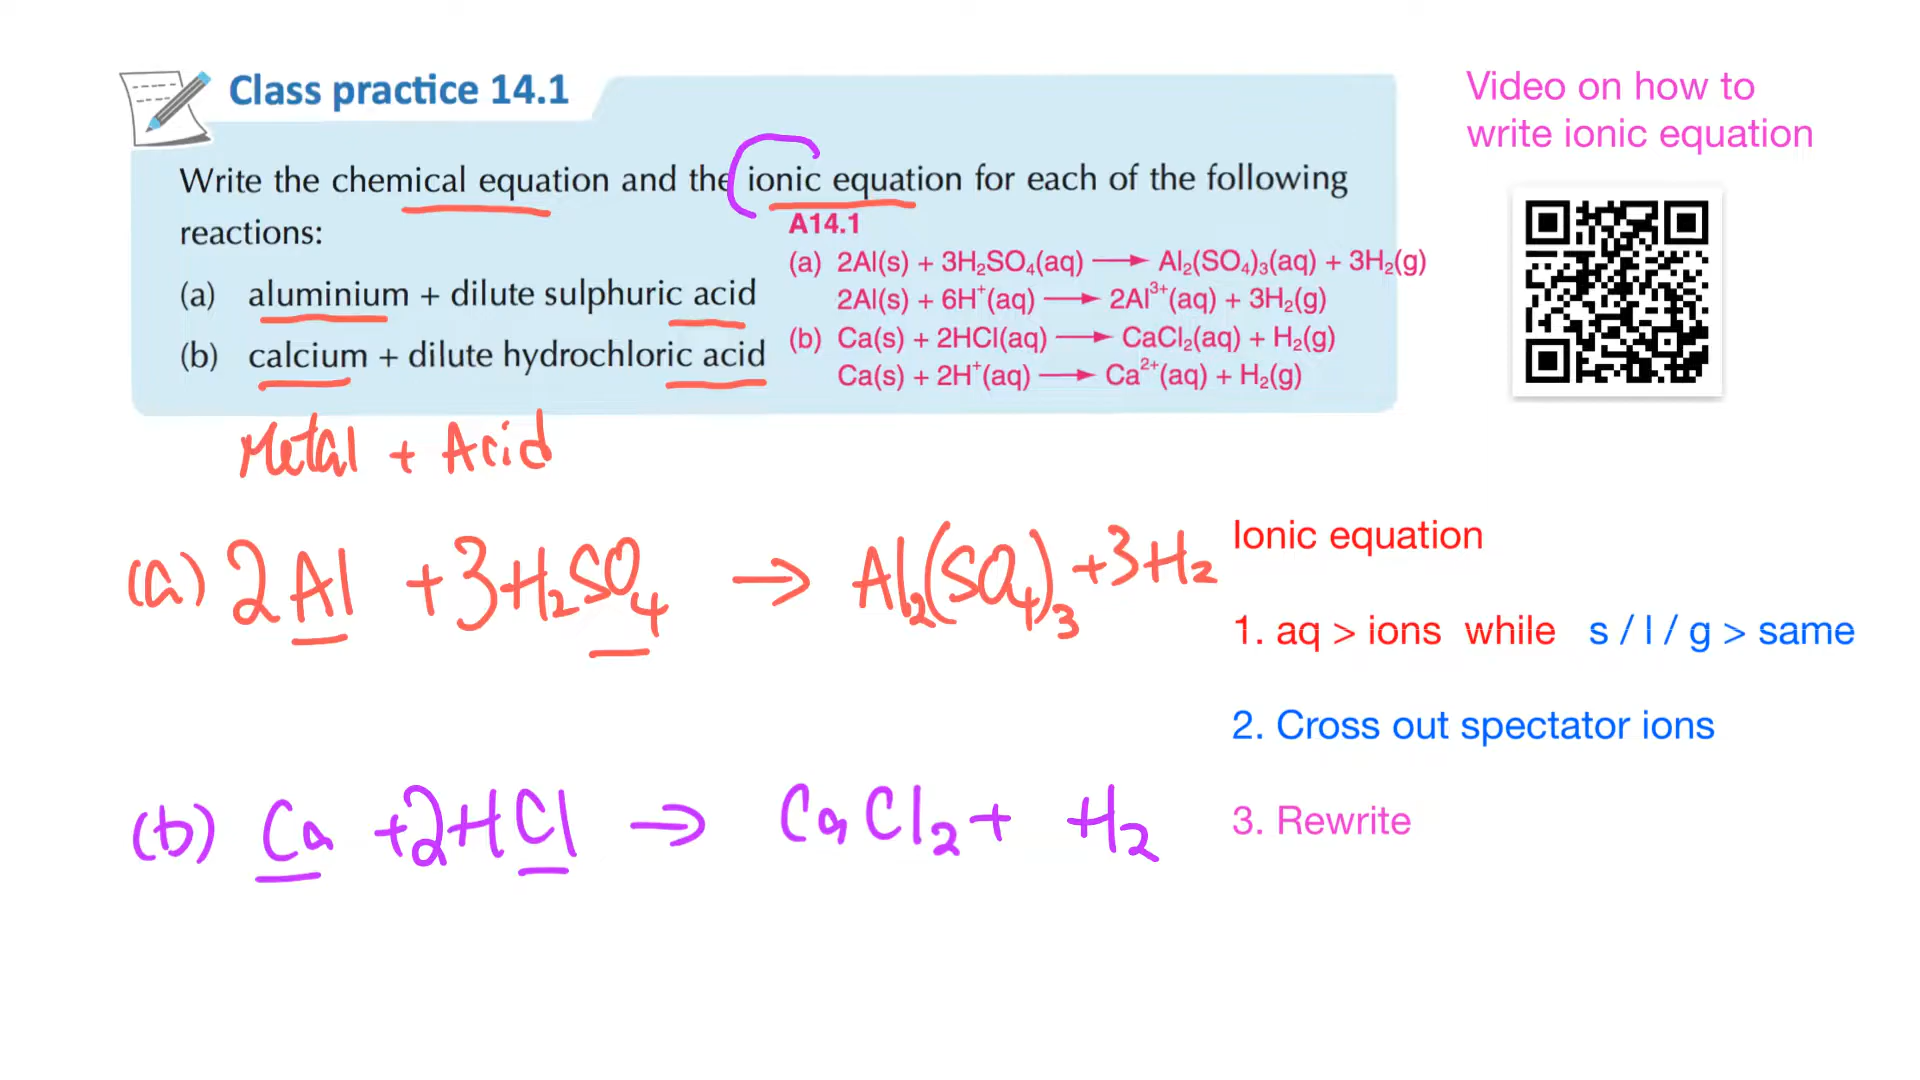 Class practice 14.1
Video on how to
write ionic equation
Write the chemical equation and the ionic equation for each of the following
reactions:
A14.1
(a) aluminium + dilute sulphuric acid
(b) calcium + dilute hydrochloric acid
(a) 2Al(s) + 3H₂SO₄(aq) ⟶ Al₂(SO₄)₃(aq) + 3H₂(g)
2Al(s) + 6H⁺(aq) ⟶ 2Al³⁺(aq) + 3H₂(g)
(b) Ca(s) + 2HCl(aq) ⟶ CaCl₂(aq) + H₂(g)
Ca(s) + 2H⁺(aq) ⟶ Ca²⁺(aq) + H₂(g)
Metal + Acid
(a) 2Al + 3H₂SO₄ → Al₂(SO₄)₃ + 3H₂
(b) Ca + 2HCl → CaCl₂ + H₂
Ionic equation
1. aq > ions while s / l / g > same
2. Cross out spectator ions
3. Rewrite